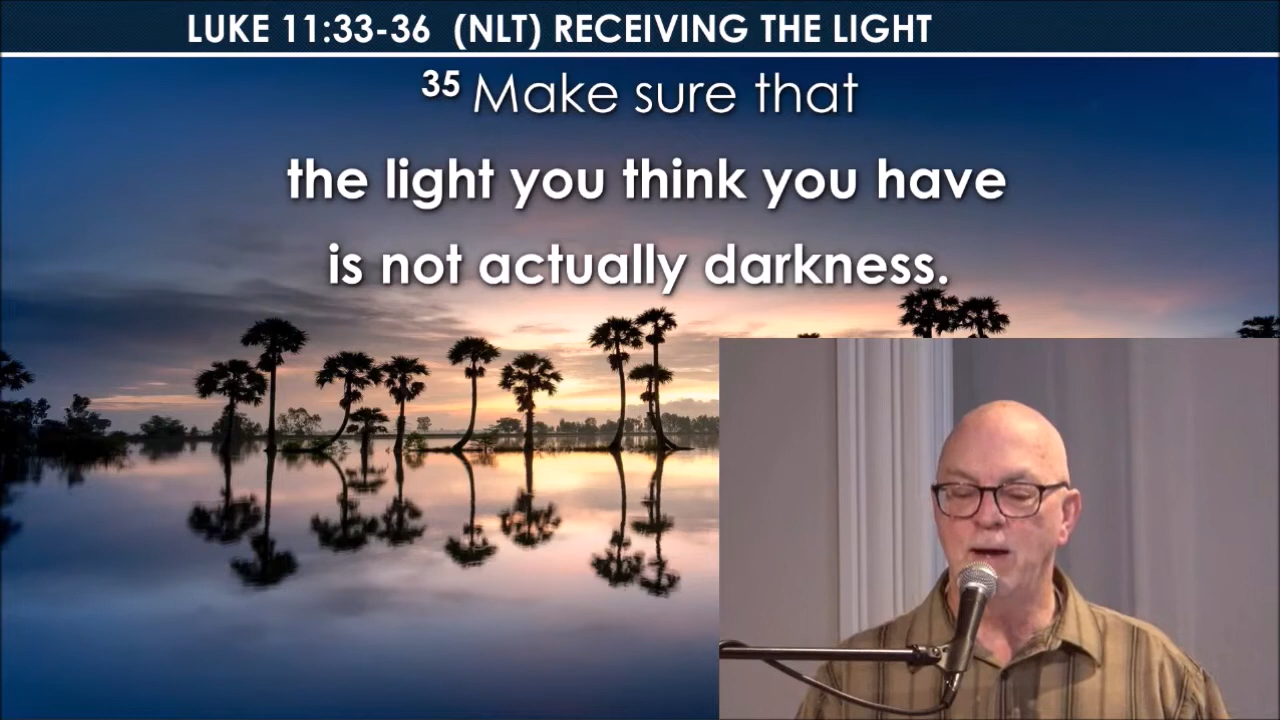 LUKE 11:33-36 (NLT) RECEIVING THE LIGHT
35 Make sure that
the light you think you have
is not actually darkness.